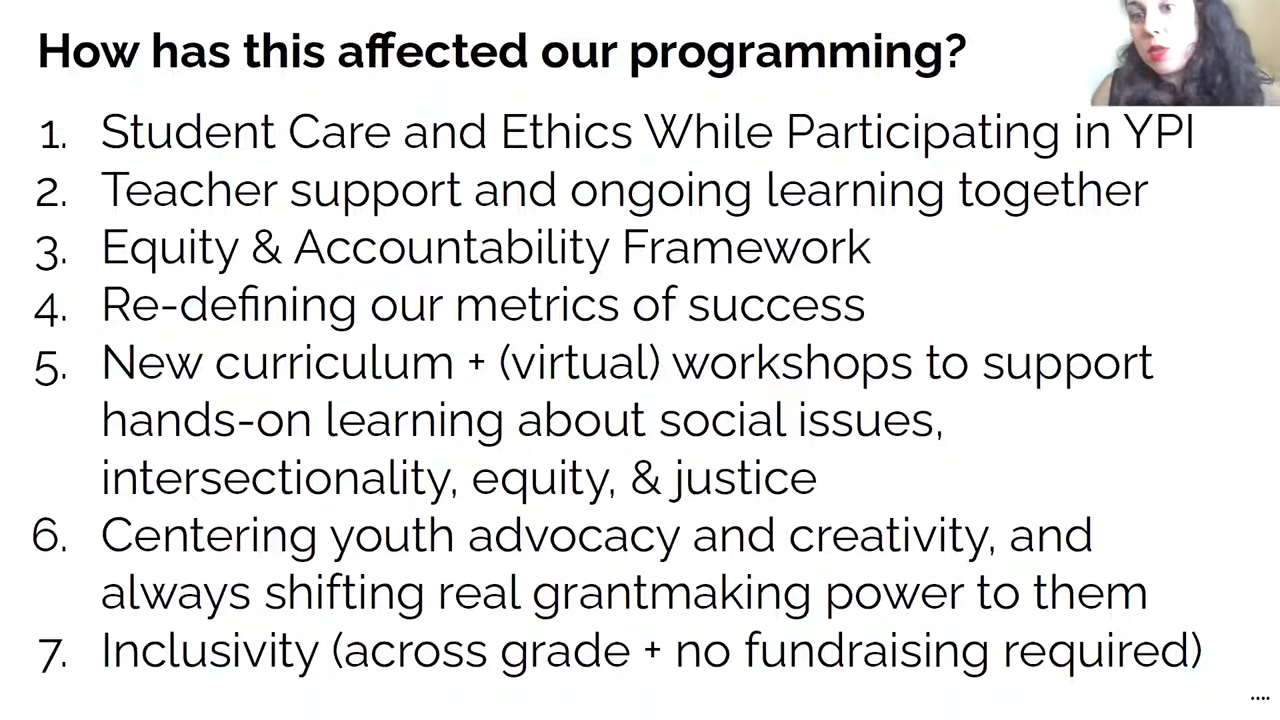 How has this affected our programming?
1. Student Care and Ethics While Participating in YPI
2. Teacher support and ongoing learning together
3. Equity & Accountability Framework
4. Re-defining our metrics of success
5. New curriculum + (virtual) workshops to support
hands-on learning about social issues,
intersectionality, equity, & justice
6. Centering youth advocacy and creativity, and
always shifting real grantmaking power to them
7. Inclusivity (across grade + no fundraising required)
....